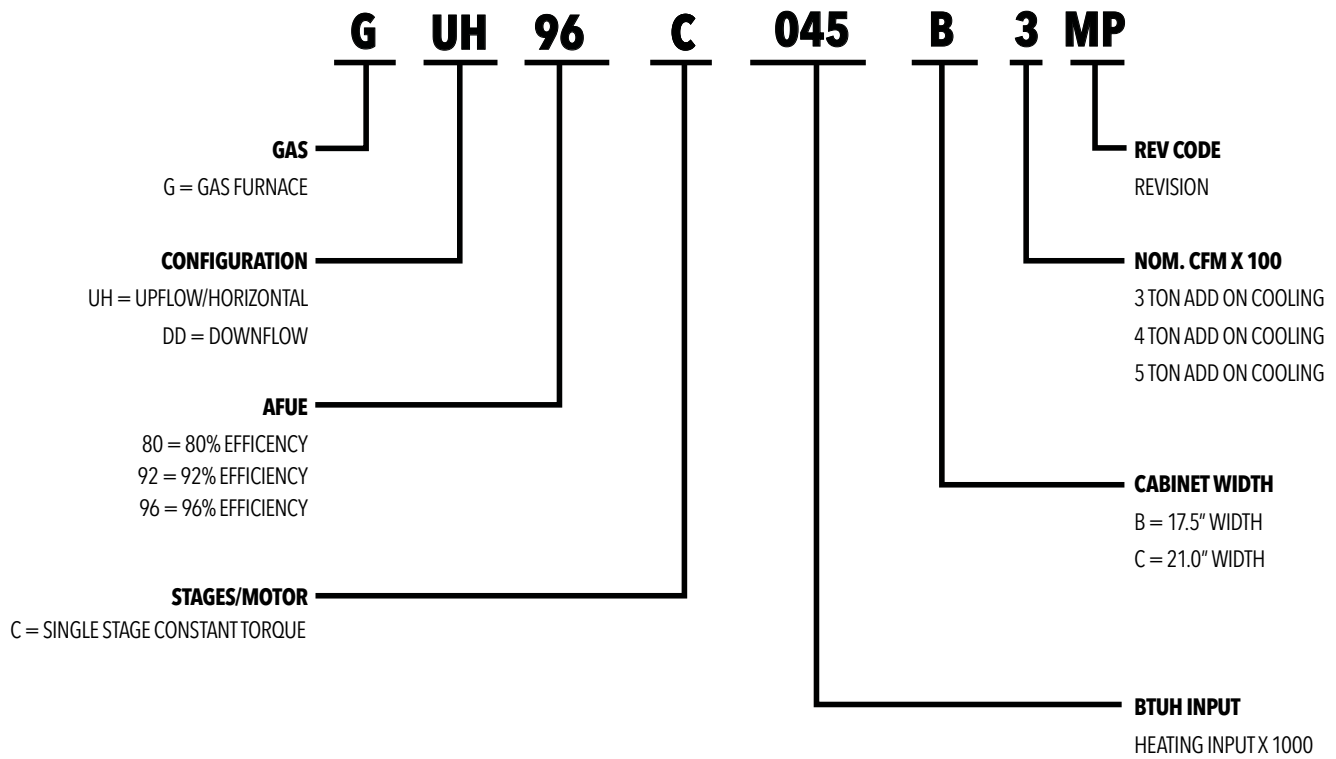 G UH 96 C 045 B 3 MP
GAS
G = GAS FURNACE
CONFIGURATION
UH = UPFLOW/HORIZONTAL
DD = DOWNFLOW
AFUE
80 = 80% EFFICENCY
92 = 92% EFFICIENCY
96 = 96% EFFICIENCY
STAGES/MOTOR
C = SINGLE STAGE CONSTANT TORQUE
REV CODE
REVISION
NOM. CFM X 100
3 TON ADD ON COOLING
4 TON ADD ON COOLING
5 TON ADD ON COOLING
CABINET WIDTH
B = 17.5" WIDTH
C = 21.0" WIDTH
BTUH INPUT
HEATING INPUT X 1000